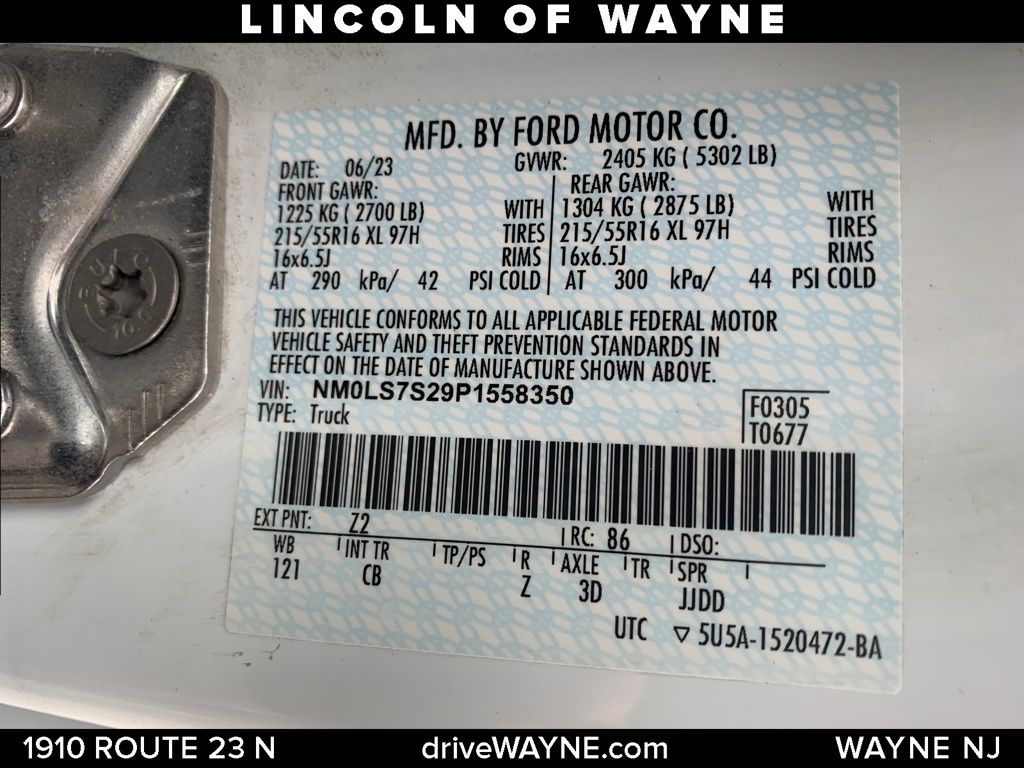 LINCOLN OF WAYNE
MFD. BY FORD MOTOR CO.
DATE: 06/23 GVWR: 2405 KG ( 5302 LB)
FRONT GAWR: REAR GAWR:
1225 KG ( 2700 LB) WITH 1304 KG ( 2875 LB) WITH
215/55R16 XL 97H TIRES 215/55R16 XL 97H TIRES
16x6.5J RIMS 16x6.5J RIMS
AT 290 kPa/ 42 PSI COLD AT 300 kPa/ 44 PSI COLD
THIS VEHICLE CONFORMS TO ALL APPLICABLE FEDERAL MOTOR
VEHICLE SAFETY AND THEFT PREVENTION STANDARDS IN
EFFECT ON THE DATE OF MANUFACTURE SHOWN ABOVE.
VIN: NM0LS7S29P1558350
TYPE: Truck
F0305
T0677
EXT PNT: Z2 RC: 86 DSO:
WB INT TR TP/PS R AXLE TR SPR
121 CB Z 3D JJDD
UTC ▽ 5U5A-1520472-BA
1910 ROUTE 23 N driveWAYNE.com WAYNE NJ